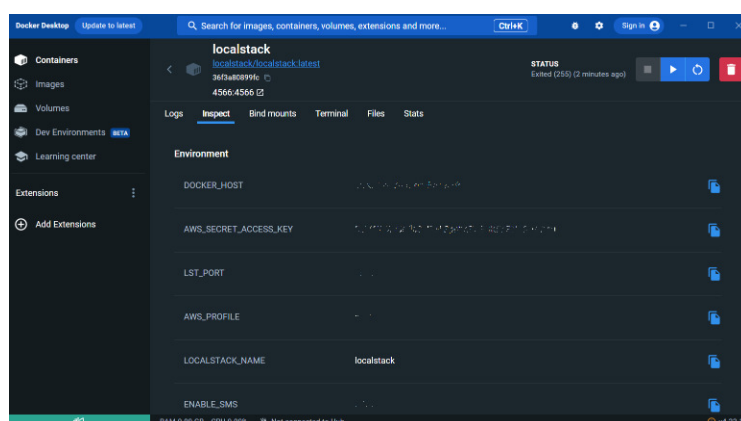 Docker Desktop Update to latest Search for images, containers, volumes, extensions and more... Ctrl+K Sign in
Containers
Images
Volumes
Dev Environments BETA
Learning center
Extensions
Add Extensions
localstack
localstack/localstack:latest
36f3a80899fc
4566:4566
STATUS
Exited (255) (2 minutes ago)
Logs Inspect Bind mounts Terminal Files Stats
Environment
DOCKER_HOST
AWS_SECRET_ACCESS_KEY
LST_PORT
AWS_PROFILE
LOCALSTACK_NAME localstack
ENABLE_SMS